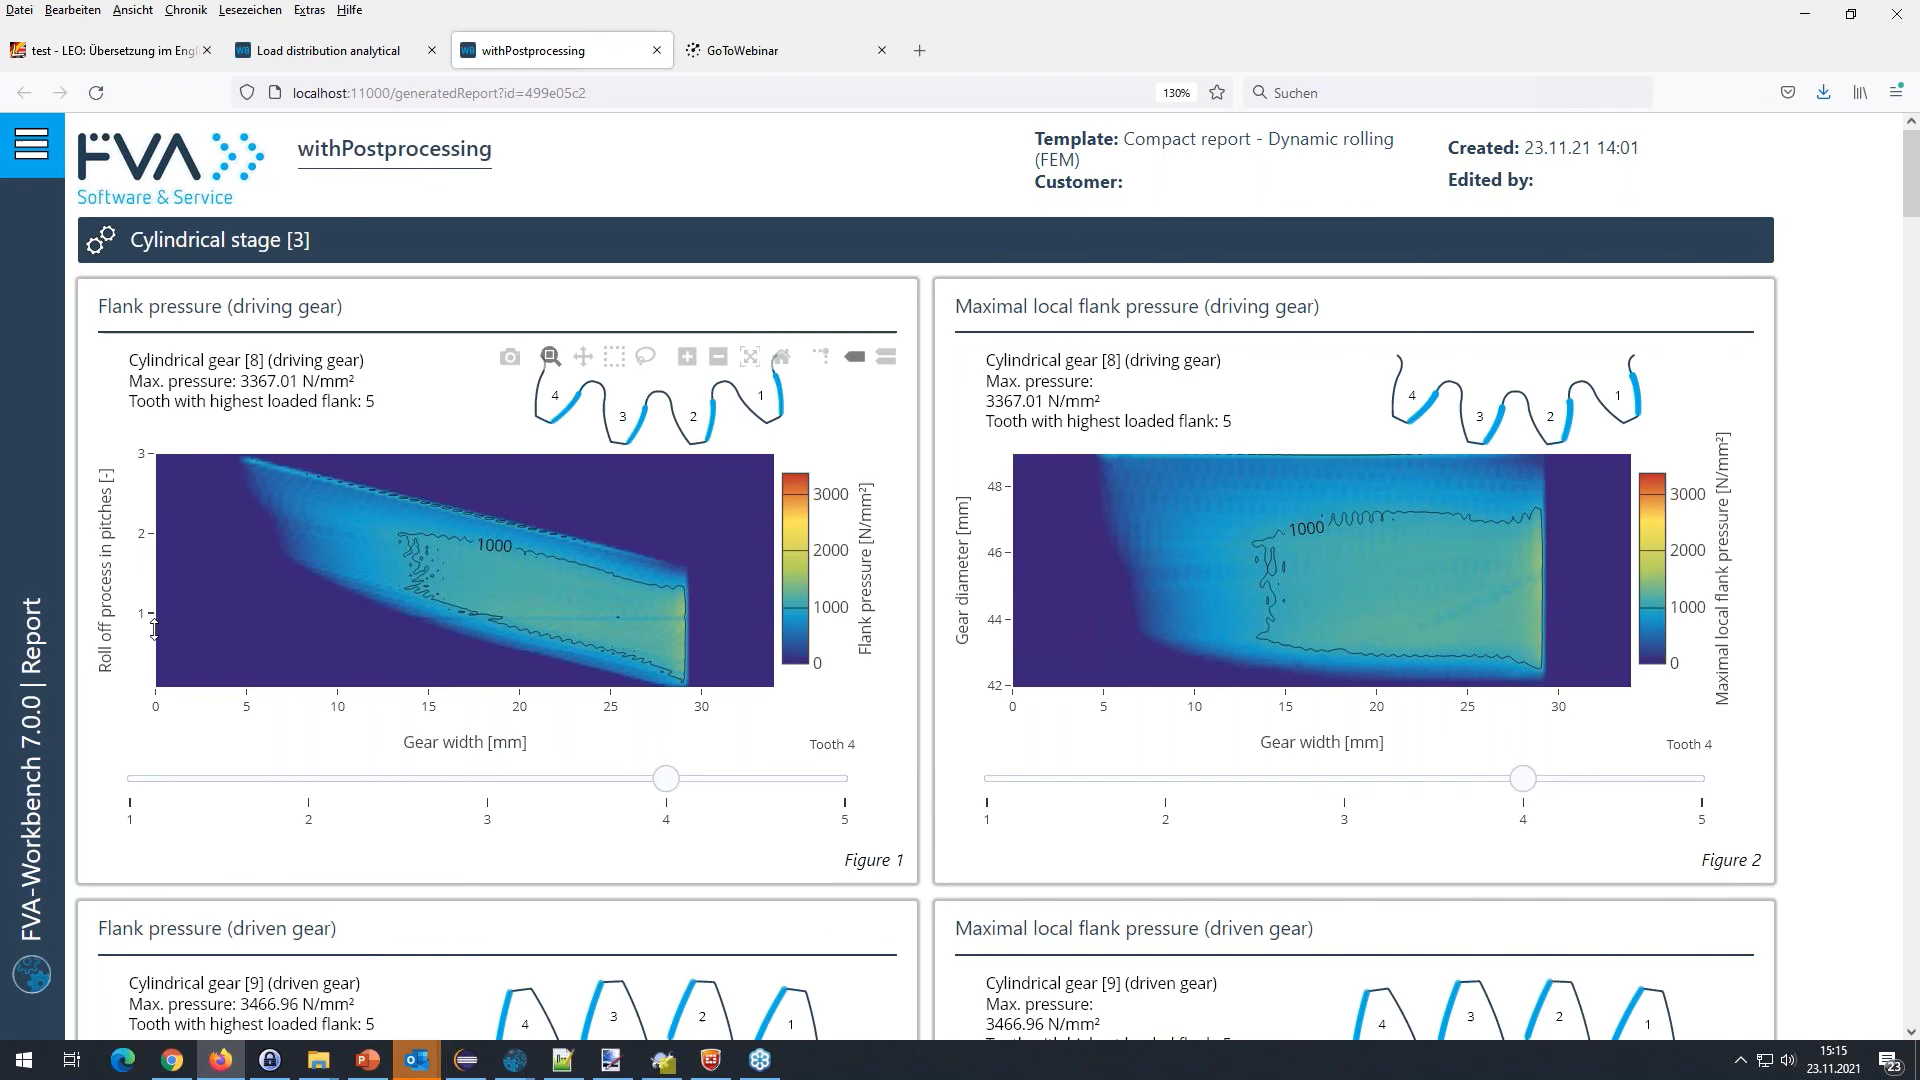 Datei Bearbeiten Ansicht Chronik Lesezeichen Extras Hilfe
test - LEO: Übersetzung im Engl
Load distribution analytical
withPostprocessing
GoToWebinar
localhost:11000/generatedReport?id=499e05c2
130%
Suchen
FVA
Software & Service
withPostprocessing
Template: Compact report - Dynamic rolling
(FEM)
Customer:
Created: 23.11.21 14:01
Edited by:
Cylindrical stage [3]
Flank pressure (driving gear)
Cylindrical gear [8] (driving gear)
Max. pressure: 3367.01 N/mm²
Tooth with highest loaded flank: 5
4 3 2 1
3
2
1
Roll off process in pitches [-]
1000
0 5 10 15 20 25 30
Gear width [mm]
3000
2000
1000
0
Flank pressure [N/mm²]
Tooth 4
1 2 3 4 5
Figure 1
Maximal local flank pressure (driving gear)
Cylindrical gear [8] (driving gear)
Max. pressure:
3367.01 N/mm²
Tooth with highest loaded flank: 5
4 3 2 1
48
46
44
42
Gear diameter [mm]
1000
0 5 10 15 20 25 30
Gear width [mm]
3000
2000
1000
0
Maximal local flank pressure [N/mm²]
Tooth 4
1 2 3 4 5
Figure 2
Flank pressure (driven gear)
Cylindrical gear [9] (driven gear)
Max. pressure: 3466.96 N/mm²
Tooth with highest loaded flank: 5
4 3 2 1
Maximal local flank pressure (driven gear)
Cylindrical gear [9] (driven gear)
Max. pressure:
3466.96 N/mm²
4 3 2 1
FVA-Workbench 7.0.0 | Report
15:15
23.11.2021
23